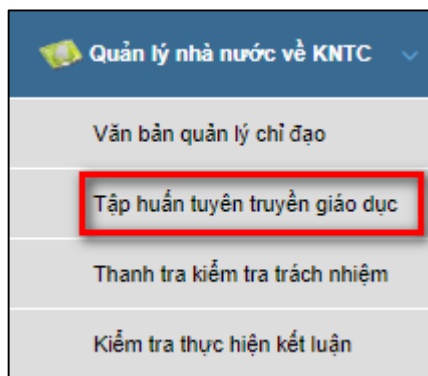 Quản lý nhà nước về KNTC
Văn bản quản lý chỉ đạo
Tập huấn tuyên truyền giáo dục
Thanh tra kiểm tra trách nhiệm
Kiểm tra thực hiện kết luận